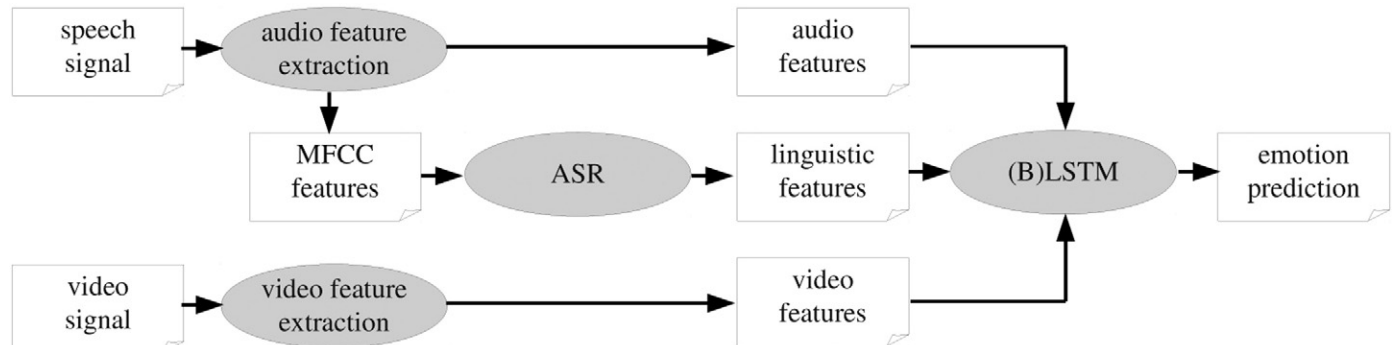 speech
signal
audio feature
extraction
audio
features
MFCC
features
ASR
linguistic
features
(B)LSTM
emotion
prediction
video
signal
video feature
extraction
video
features